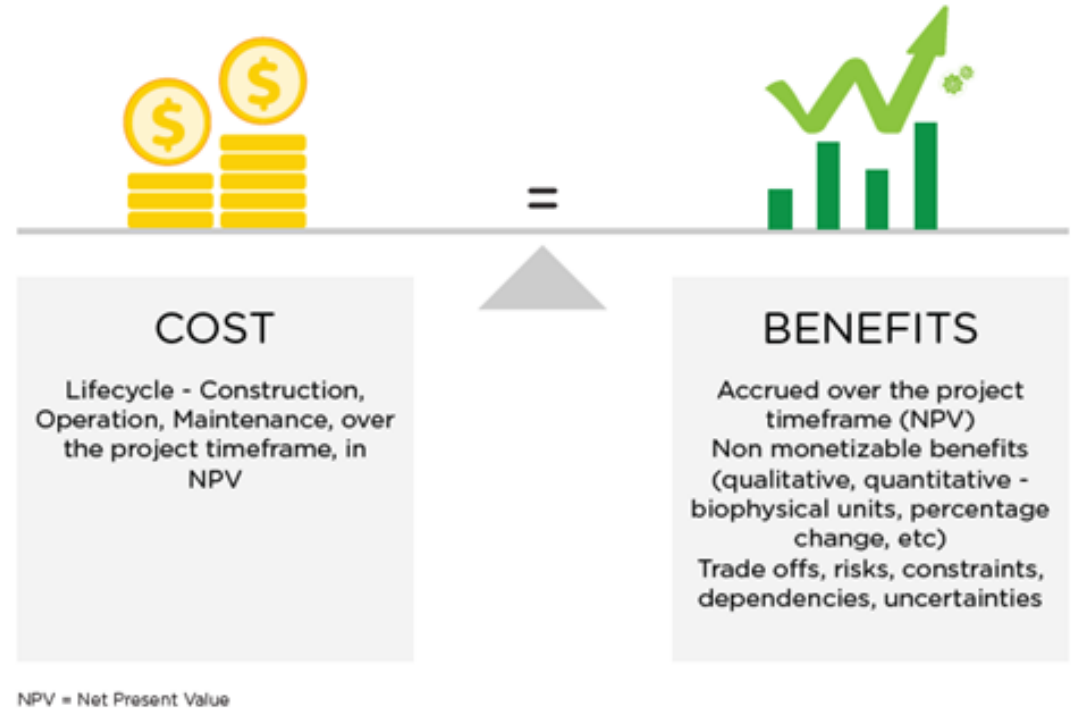 $
$
=
COST
Lifecycle - Construction,
Operation, Maintenance, over
the project timeframe, in
NPV
BENEFITS
Accrued over the project
timeframe (NPV)
Non monetizable benefits
(qualitative, quantitative -
biophysical units, percentage
change, etc)
Trade offs, risks, constraints,
dependencies, uncertainties
NPV = Net Present Value